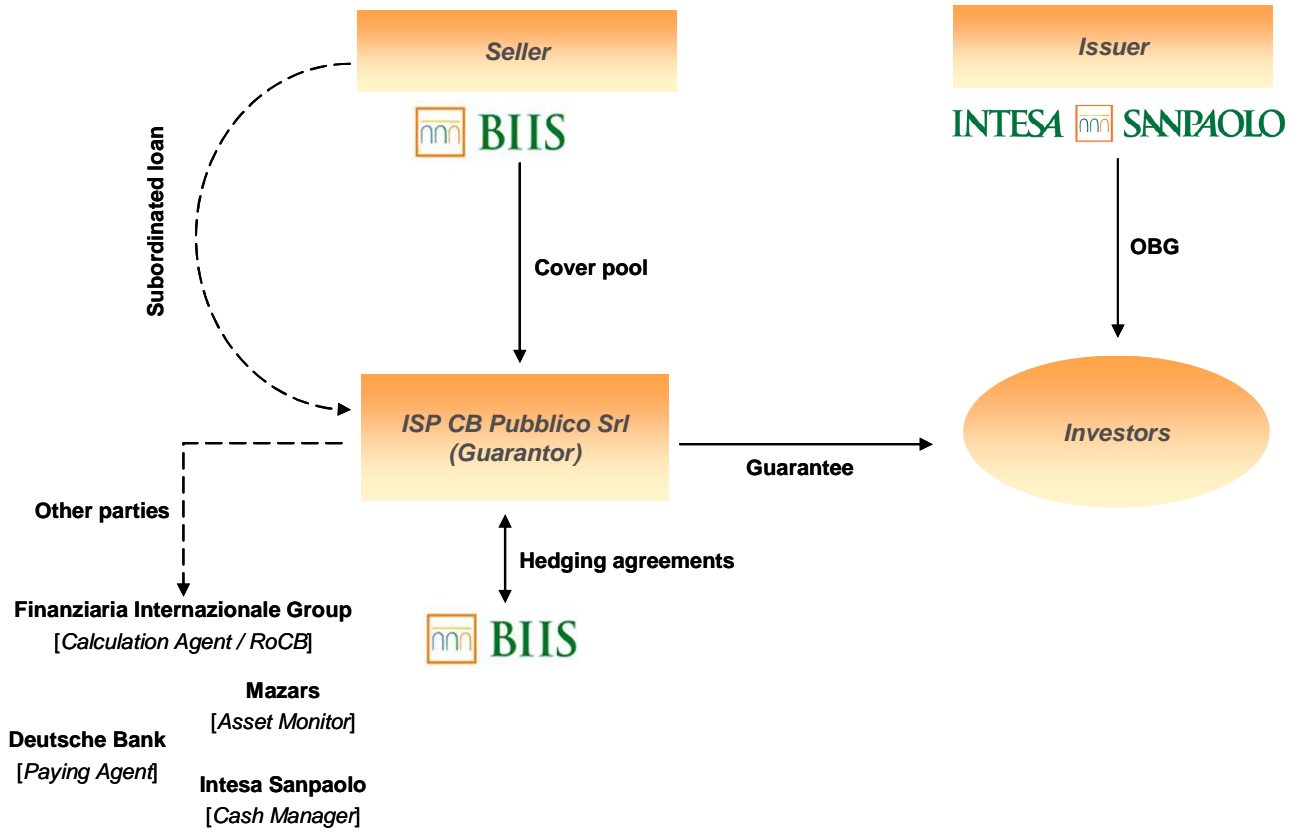 Seller
Issuer
BIIS
INTESA SANPAOLO
Subordinated loan
Cover pool
OBG
ISP CB Pubblico Srl
(Guarantor)
Investors
Guarantee
Other parties
Hedging agreements
Finanziaria Internazionale Group
[Calculation Agent / RoCB]
BIIS
Mazars
[Asset Monitor]
Deutsche Bank
[Paying Agent]
Intesa Sanpaolo
[Cash Manager]